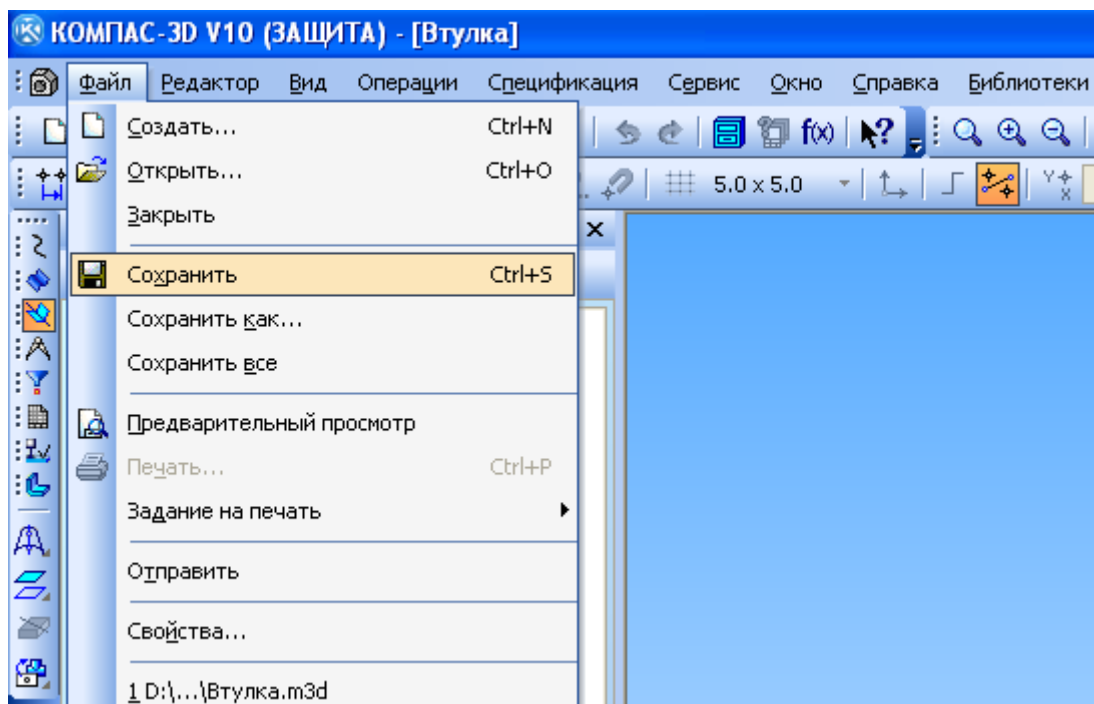 КОМПАС-3D V10 (ЗАЩИТА) - [Втулка]
Файл Редактор Вид Операции Спецификация Сервис Окно Справка Библиотеки
Создать... Ctrl+N
f(x) ?
Открыть... Ctrl+O
5.0 x 5.0
Y X
Закрыть
Сохранить Ctrl+S
Сохранить как...
Сохранить все
Предварительный просмотр
Печать... Ctrl+P
Задание на печать
Отправить
Свойства...
1 D:\...\Втулка.m3d